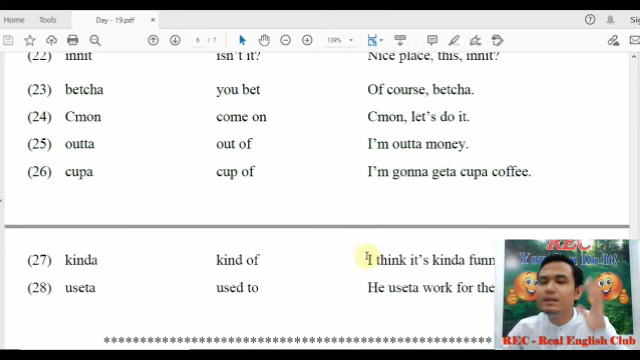 Home Tools Day - 19.pdf ×
6 / 7 139%
(22) innit isn't it? Nice place, this, innit?
(23) betcha you bet Of course, betcha.
(24) Cmon come on Cmon, let's do it.
(25) outta out of I'm outta money.
(26) cupa cup of I'm gonna geta cupa coffee.
(27) kinda kind of I think it's kinda funn
(28) useta used to He useta work for the
REC
You Can Do It!
REC - Real English Club